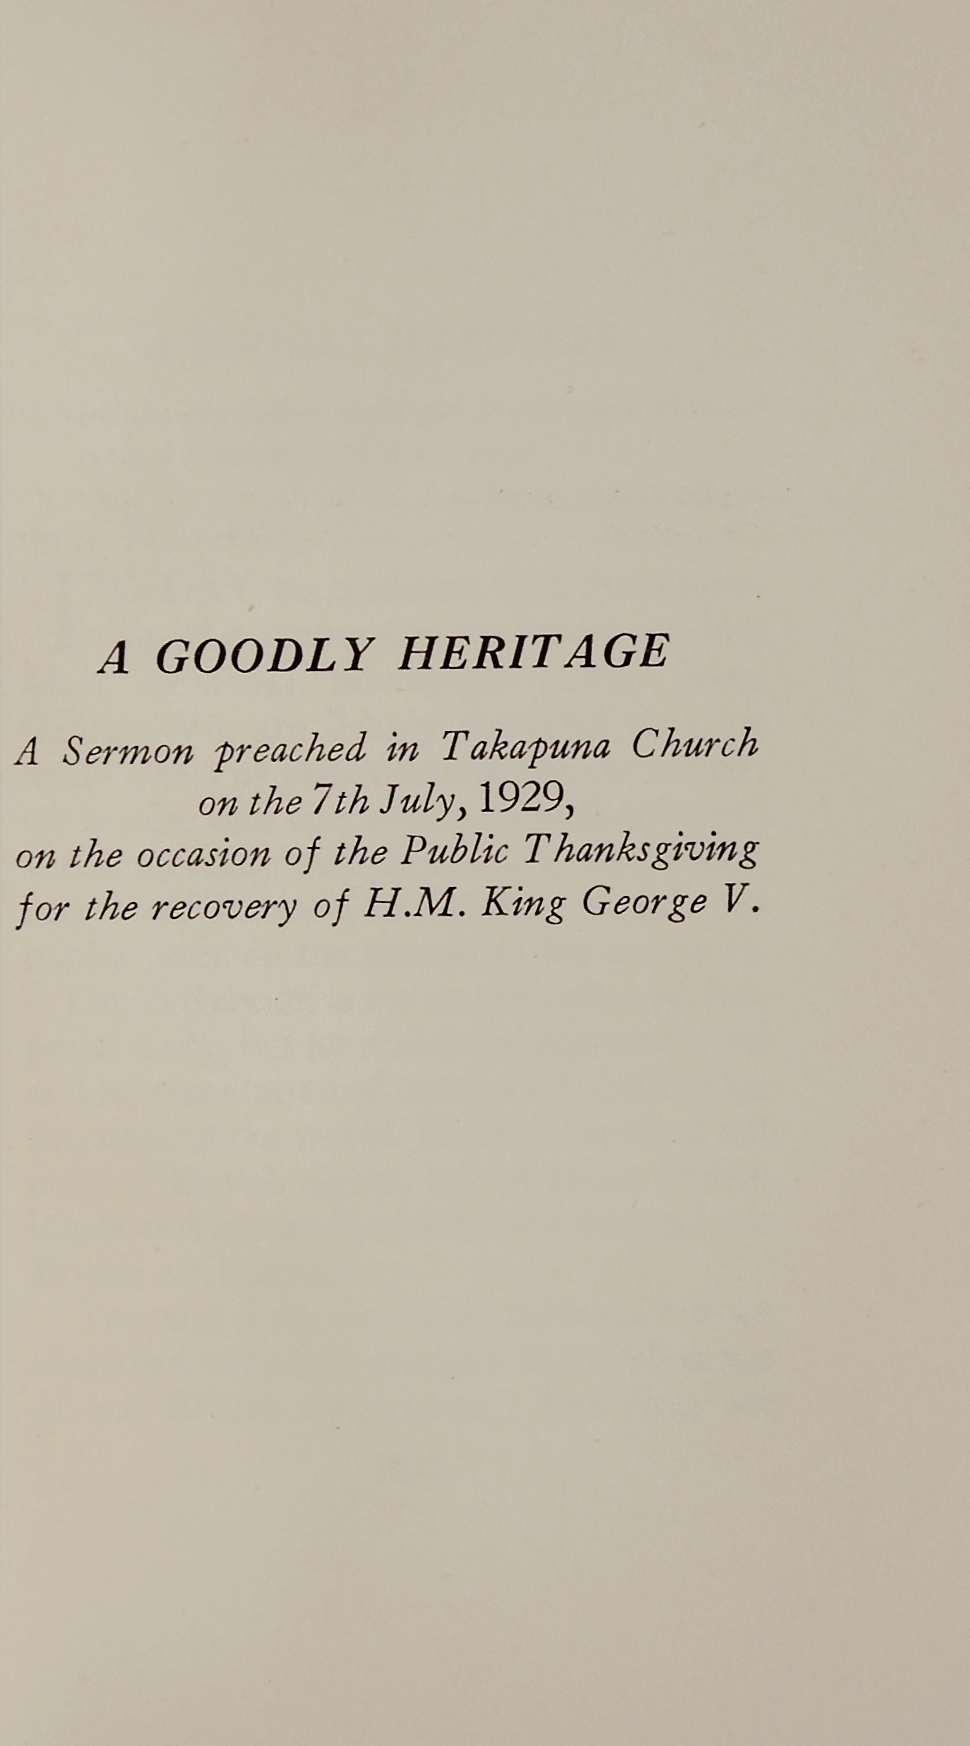 A GOODLY HERITAGE
A Sermon preached in Takapuna Church
on the 7th July, 1929,
on the occasion of the Public Thanksgiving
for the recovery of H.M. King George V.